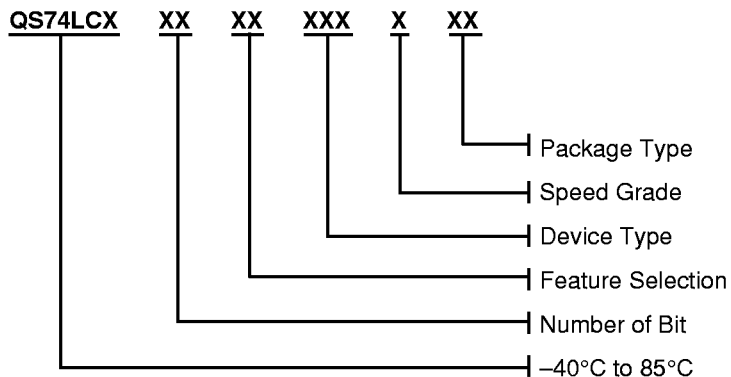 QS74LCX XX XX XXX X XX
Package Type
Speed Grade
Device Type
Feature Selection
Number of Bit
–40°C to 85°C